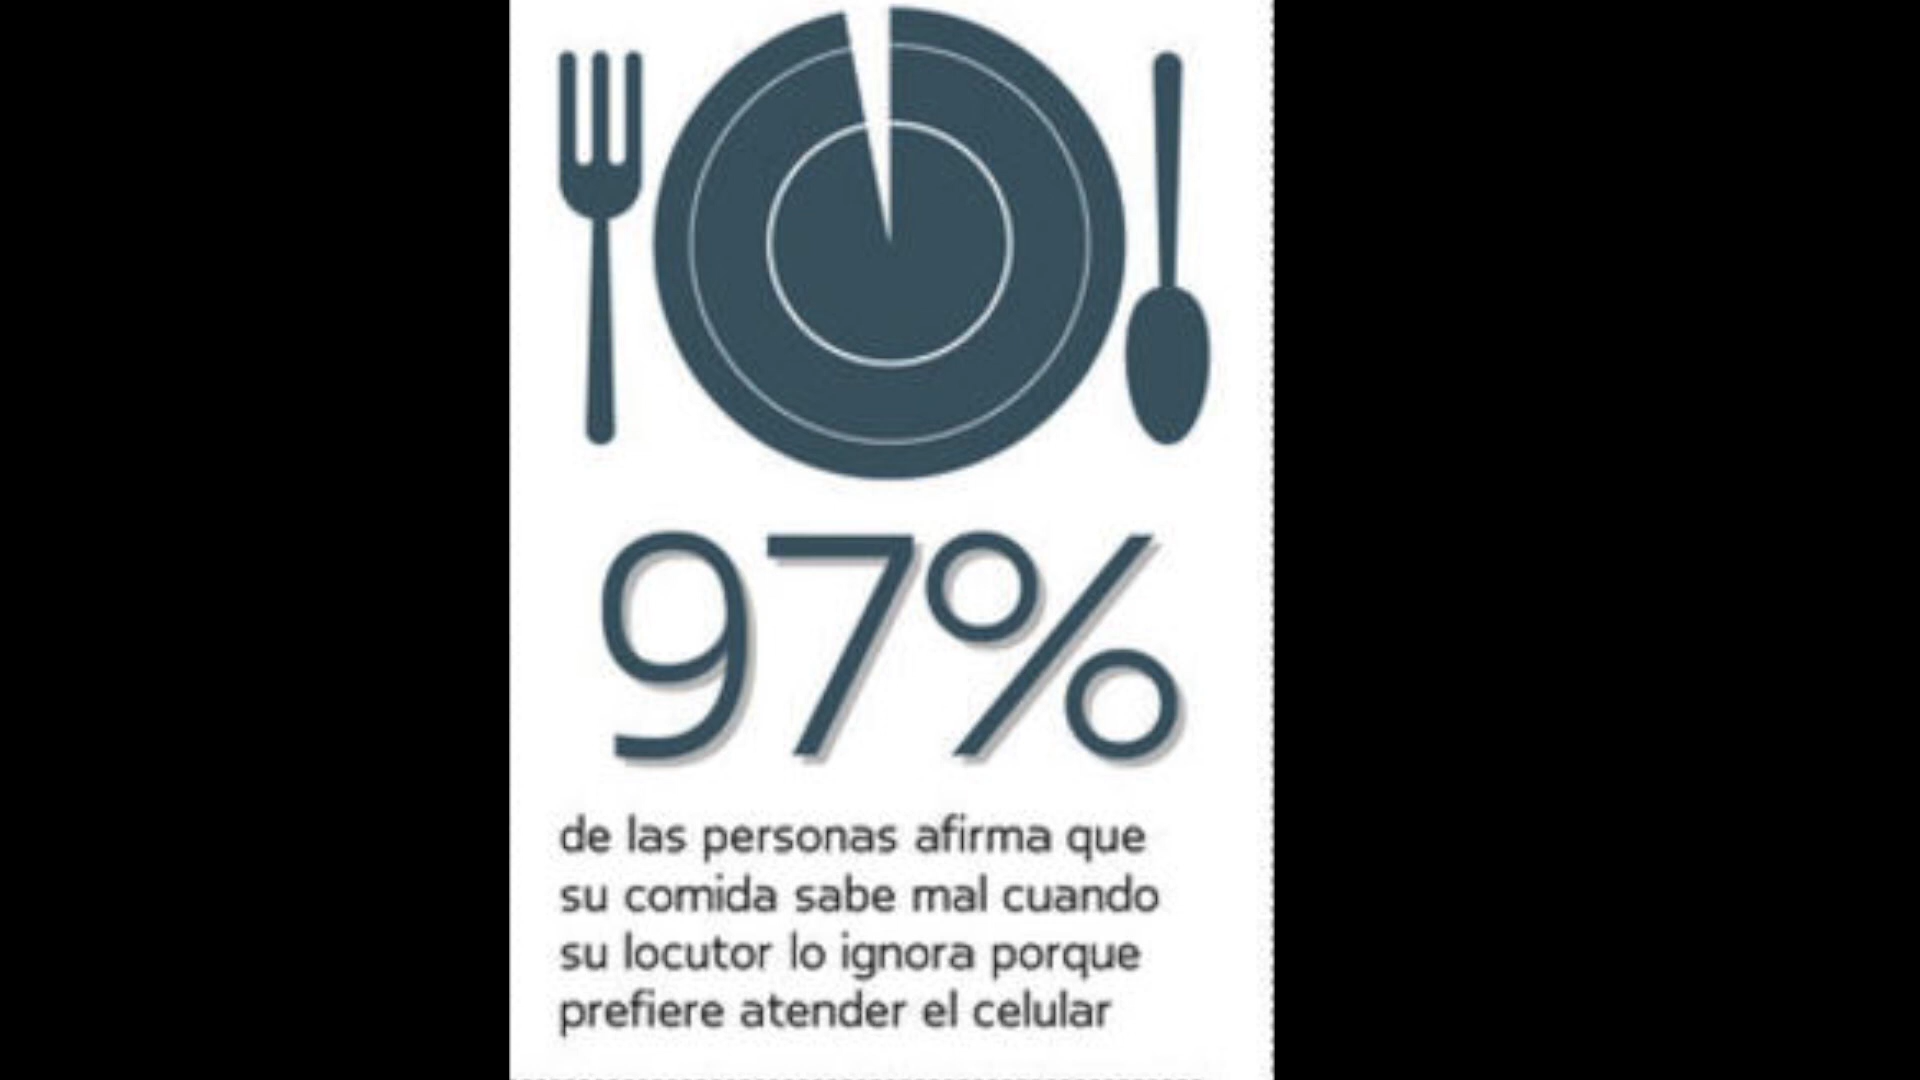 97%
de las personas afirma que
su comida sabe mal cuando
su locutor lo ignora porque
prefiere atender el celular